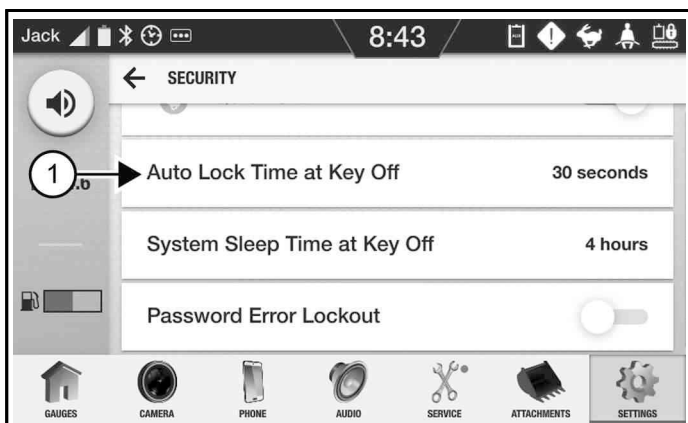 Jack 8:43
SECURITY
1
Auto Lock Time at Key Off 30 seconds
System Sleep Time at Key Off 4 hours
Password Error Lockout
GAUGES CAMERA PHONE AUDIO SERVICE ATTACHMENTS SETTINGS